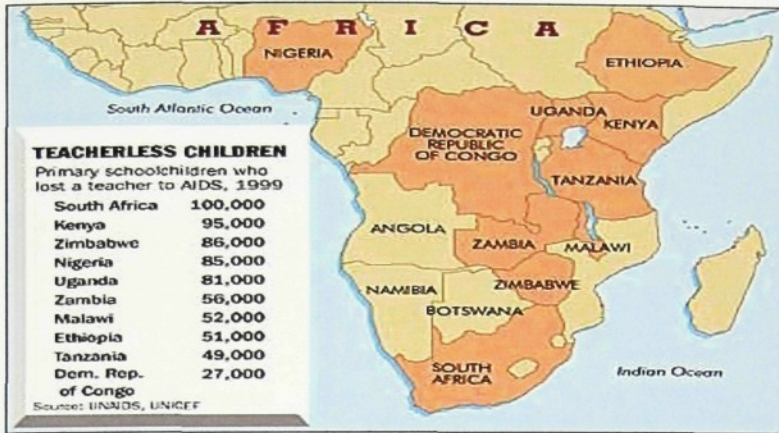 AFRICA
NIGERIA
ETHIOPIA
South Atlantic Ocean
UGANDA
KENYA
DEMOCRATIC
REPUBLIC
OF CONGO
TANZANIA
ANGOLA
ZAMBIA
MALAWI
NAMIBIA
ZIMBABWE
BOTSWANA
SOUTH
AFRICA
Indian Ocean
TEACHERLESS CHILDREN
Primary schoolchildren who
lost a teacher to AIDS, 1999
South Africa 100,000
Kenya 95,000
Zimbabwe 86,000
Nigeria 85,000
Uganda 81,000
Zambia 56,000
Malawi 52,000
Ethiopia 51,000
Tanzania 49,000
Dem. Rep. 27,000
of Congo
Source: UNAIDS, UNICEF